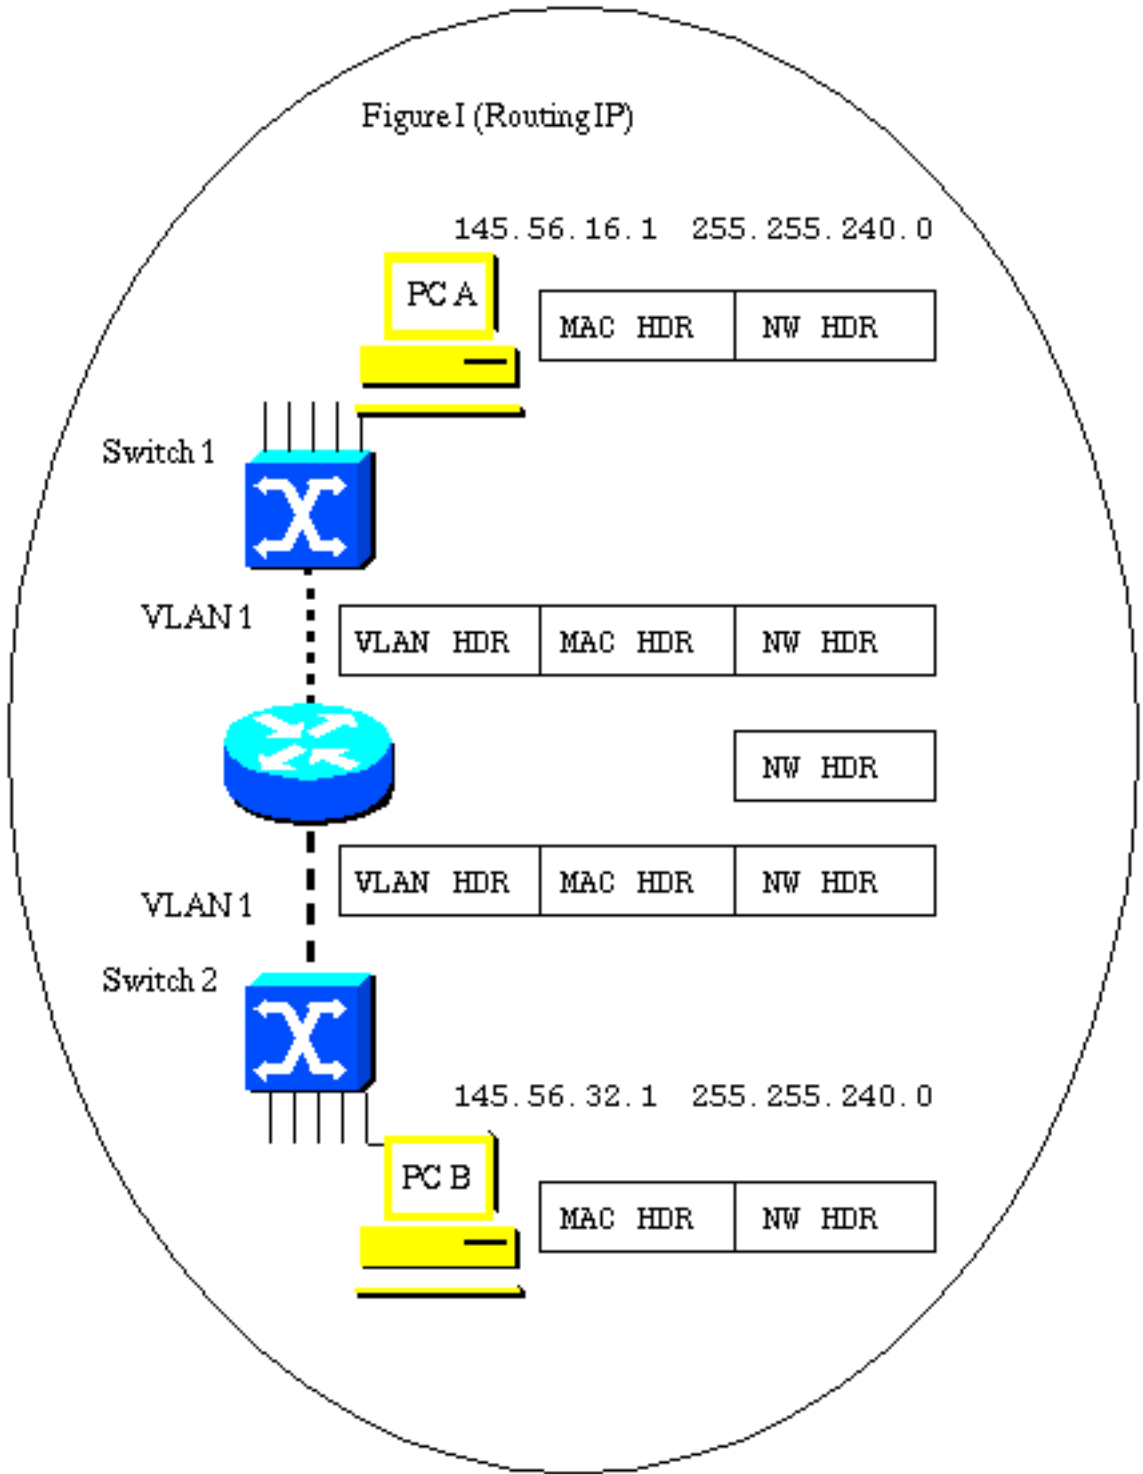 Figure I (Routing IP)
145.56.16.1 255.255.240.0
PC A
MAC HDR NW HDR
Switch 1
VLAN 1
VLAN HDR MAC HDR NW HDR
NW HDR
VLAN HDR MAC HDR NW HDR
VLAN 1
Switch 2
145.56.32.1 255.255.240.0
PC B
MAC HDR NW HDR